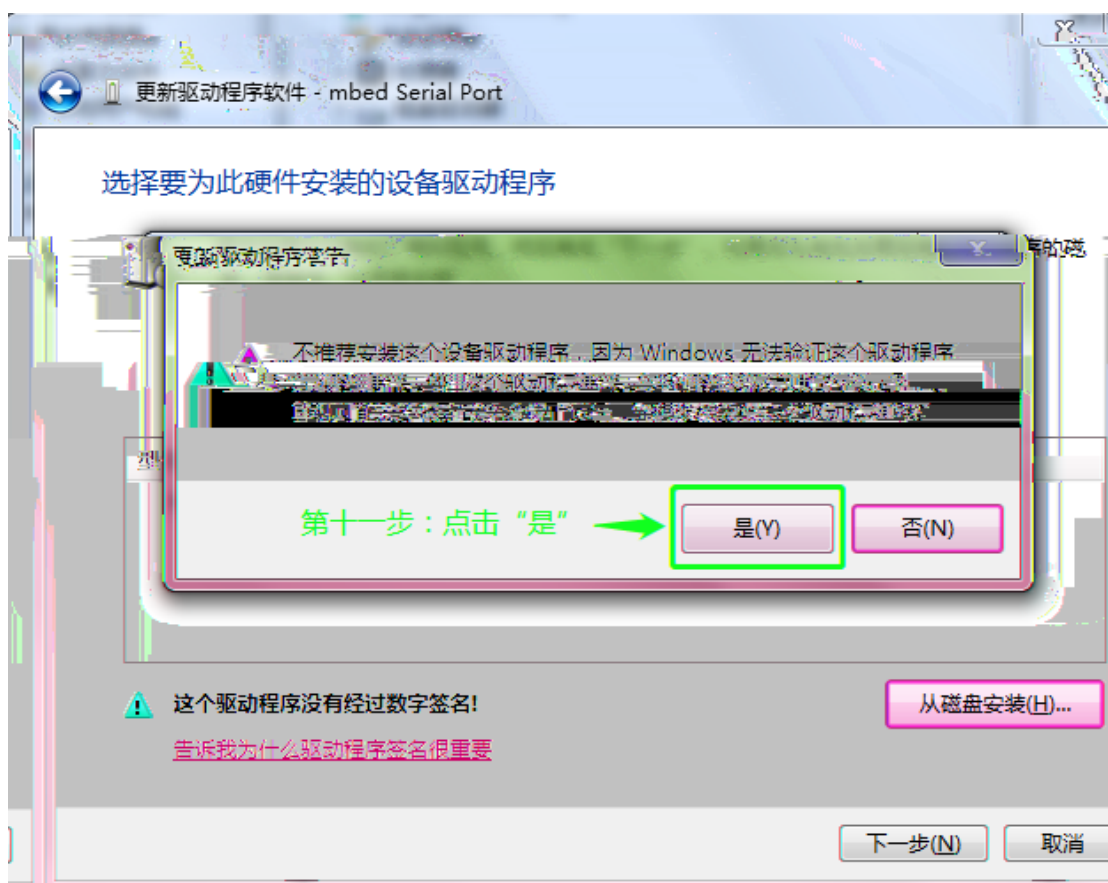 更新驱动程序软件 - mbed Serial Port
选择要为此硬件安装的设备驱动程序
更新驱动程序警告
序的磁
不推荐安装这个设备驱动程序，因为 Windows 无法验证这个驱动程序
型
第十一步：点击“是”
是(Y)
否(N)
这个驱动程序没有经过数字签名!
从磁盘安装(H)...
告诉我为什么驱动程序签名很重要
下一步(N)
取消